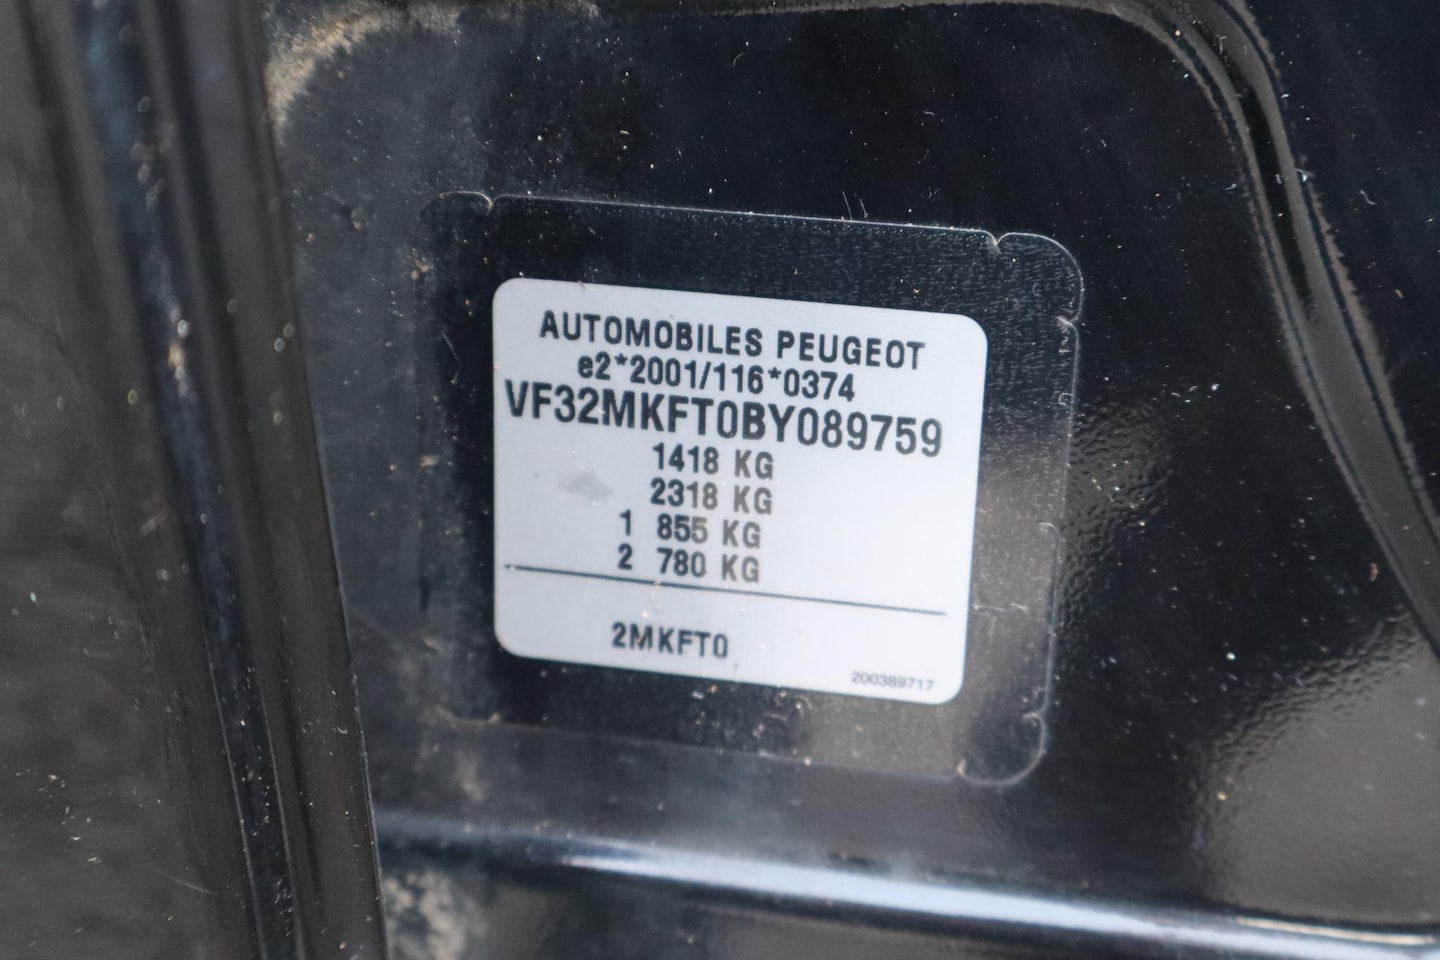 AUTOMOBILES PEUGEOT
e2*2001/116*0374
VF32MKFT0BY089759
1418 KG
2318 KG
1 855 KG
2 780 KG
2MKFT0
200389717